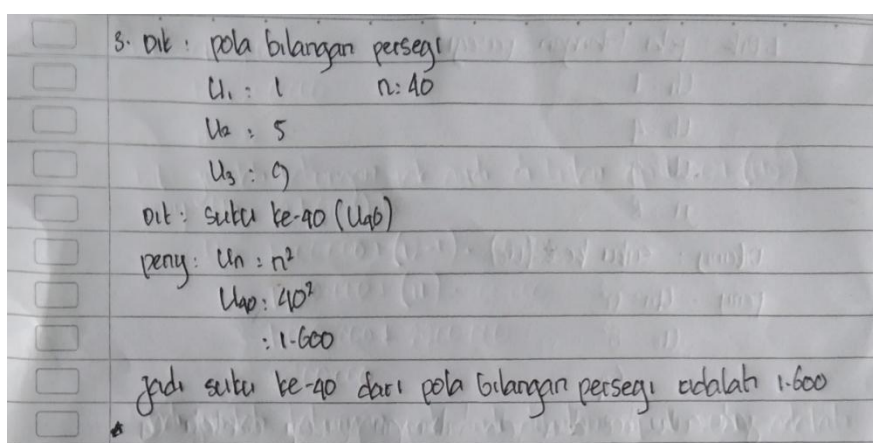 3. Dik : pola bilangan persegi
U₁ : 1 n : 40
U₂ : 5
U₃ : 9
Dit : suku ke-40 (U₄₀)
peny : Un : n²
U₄₀ : 40²
: 1.600
Jadi suku ke-40 dari pola bilangan persegi adalah 1.600